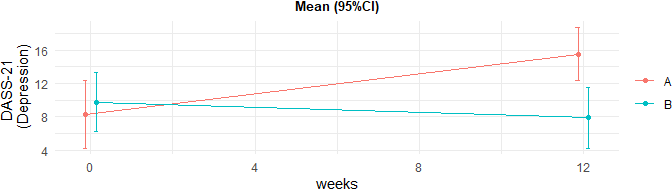 Mean (95%CI)
DASS-21
(Depression)
16
12
8
4
0
4
8
12
weeks
A
B